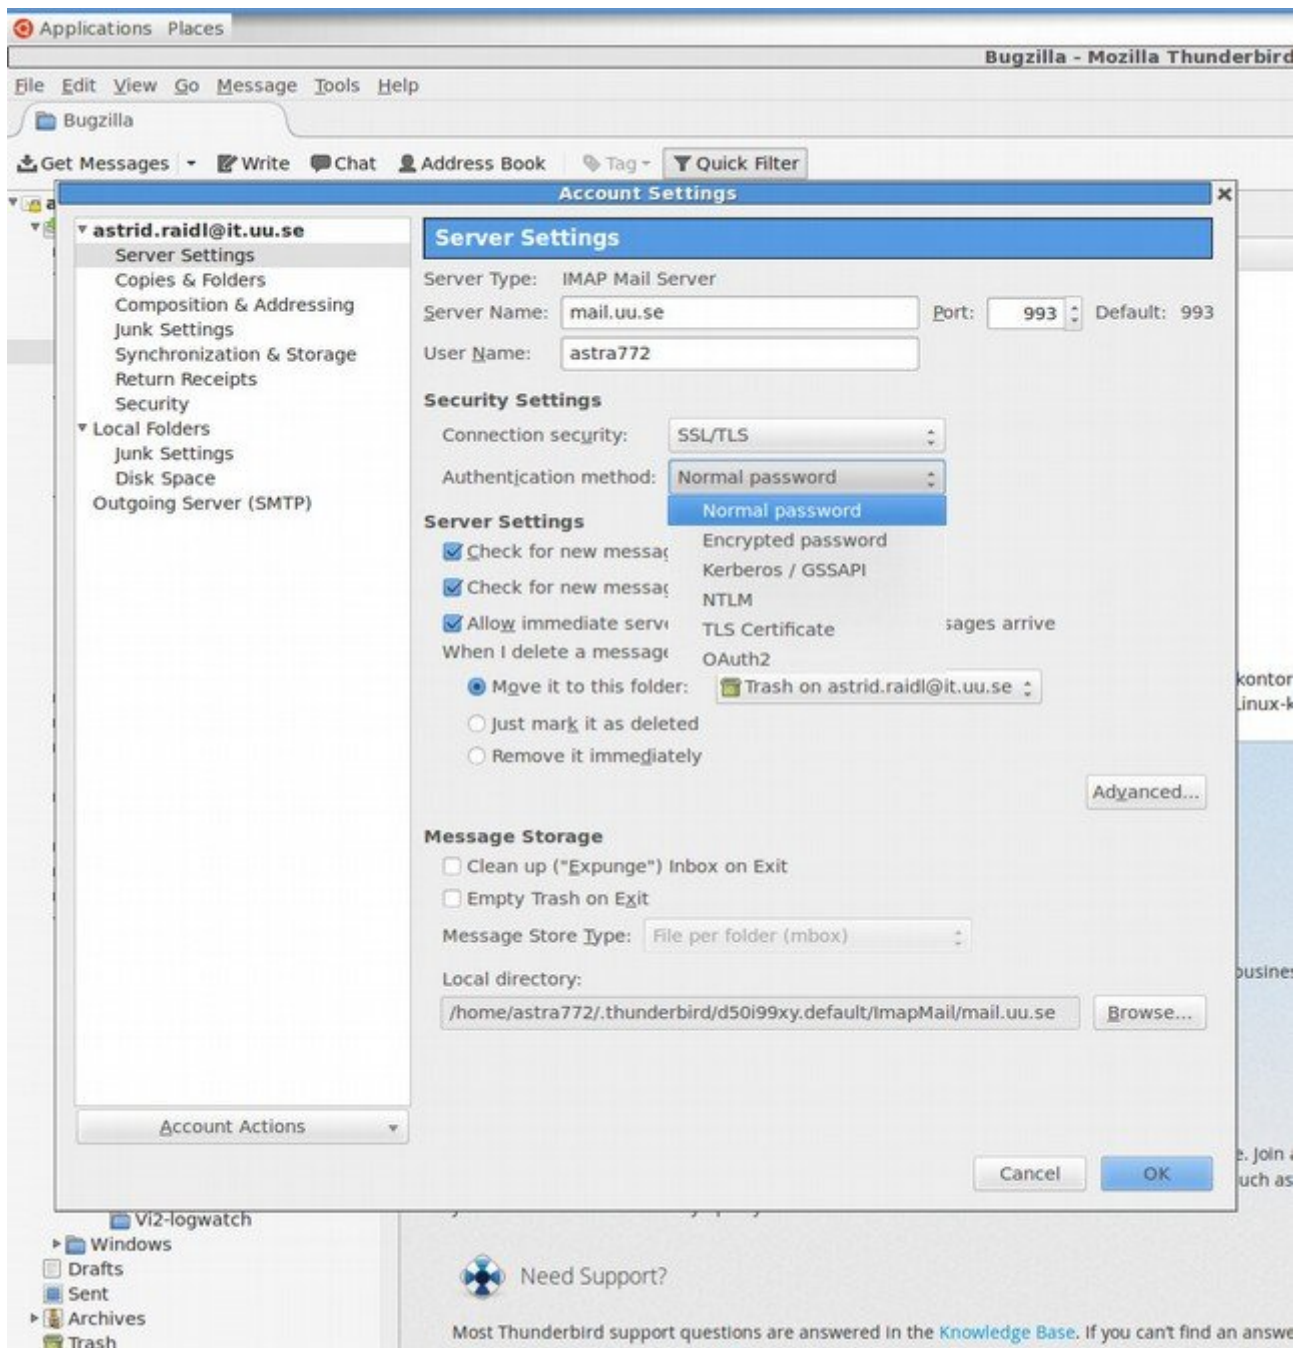 Applications Places
Bugzilla - Mozilla Thunderbird
File Edit View Go Message Tools Help
Bugzilla
Get Messages Write Chat Address Book Tag Quick Filter
Account Settings
astrid.raidl@it.uu.se
Server Settings
Copies & Folders
Composition & Addressing
Junk Settings
Synchronization & Storage
Return Receipts
Security
Local Folders
Junk Settings
Disk Space
Outgoing Server (SMTP)
Account Actions
Server Settings
Server Type: IMAP Mail Server
Server Name: mail.uu.se Port: 993 Default: 993
User Name: astra772
Security Settings
Connection security: SSL/TLS
Authentication method: Normal password
Normal password
Encrypted password
Kerberos / GSSAPI
NTLM
TLS Certificate
OAuth2
Server Settings
Check for new messag
Check for new messag
Allow immediate serve sages arrive
When I delete a message
Move it to this folder: Trash on astrid.raidl@it.uu.se
Just mark it as deleted
Remove it immediately
Advanced...
Message Storage
Clean up ("Expunge") Inbox on Exit
Empty Trash on Exit
Message Store Type: File per folder (mbox)
Local directory:
/home/astra772/.thunderbird/d50i99xy.default/ImapMail/mail.uu.se Browse...
Cancel OK
kontor
Linux-k
busines
e. Join
uch as
Vi2-logwatch
Windows
Drafts
Sent
Archives
Trash
Need Support?
Most Thunderbird support questions are answered in the Knowledge Base. If you can't find an answe